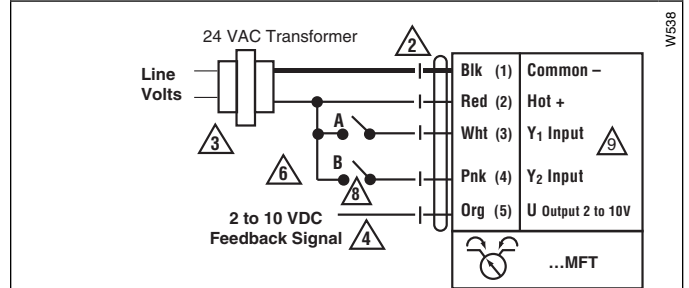 W538
24 VAC Transformer
Line
Volts
2
3
Blk (1) Common –
Red (2) Hot +
A
Wht (3) Y1 Input
9
6
B
8
Pnk (4) Y2 Input
Org (5) U Output 2 to 10V
2 to 10 VDC
Feedback Signal
4
...MFT